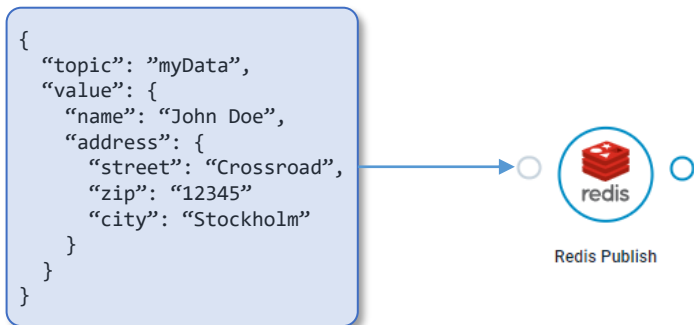 {
“topic”: ”myData”,
“value”: {
“name”: “John Doe”,
“address”: {
“street”: “Crossroad”,
“zip”: “12345”
“city”: “Stockholm”
}
}
}
redis
Redis Publish